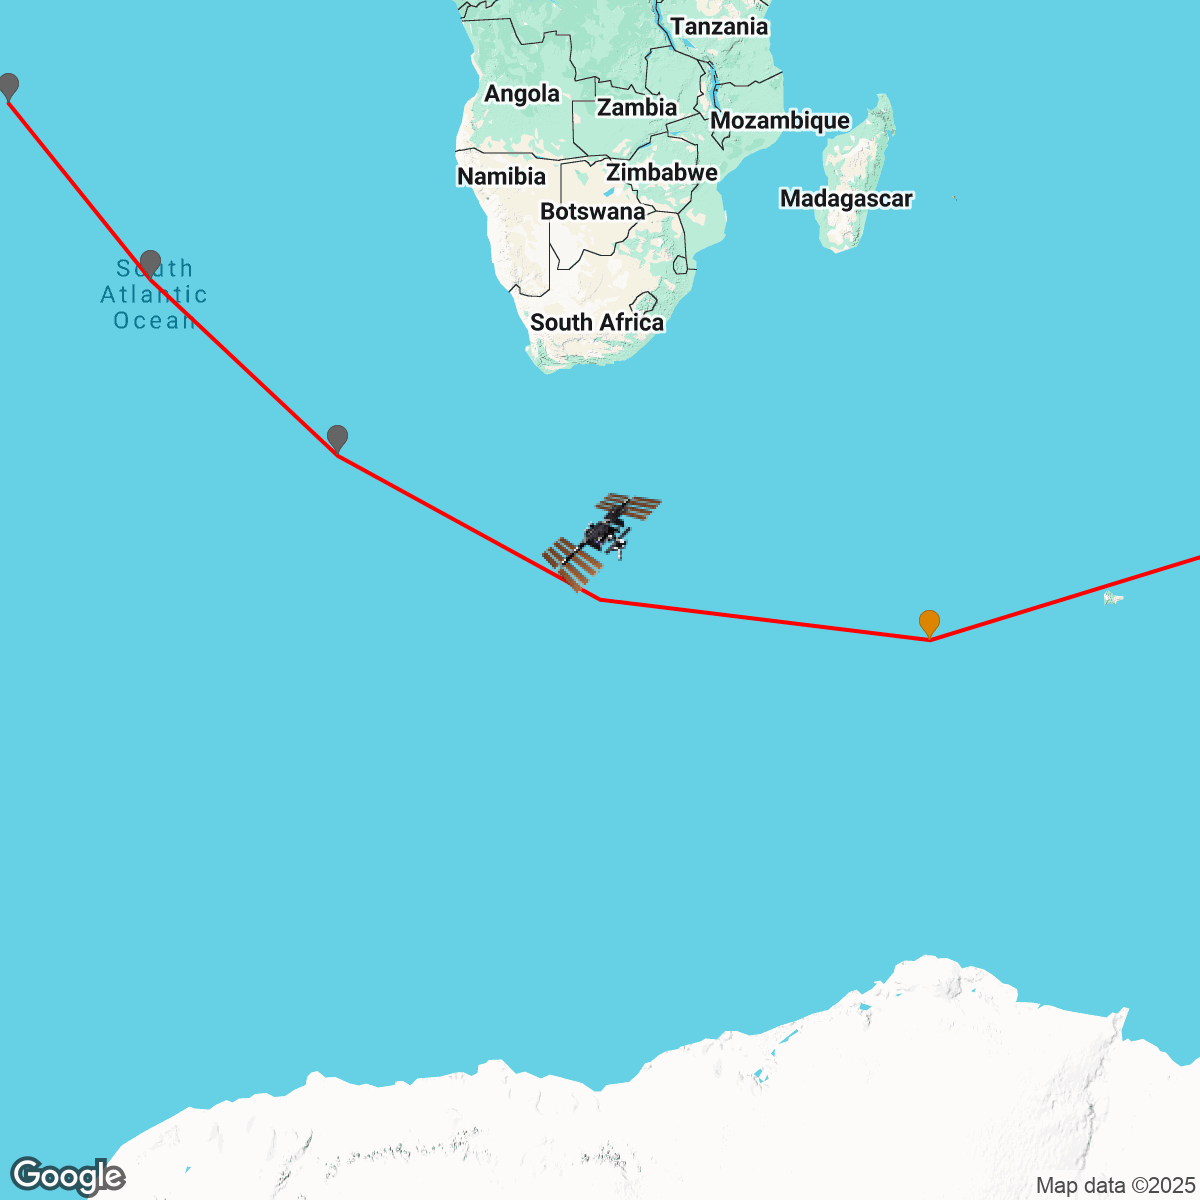 Tanzania
Angola
Zambia
Mozambique
Namibia
Zimbabwe
Madagascar
Botswana
South
Atlantic
Ocean
South Africa
Google
Map data ©2025